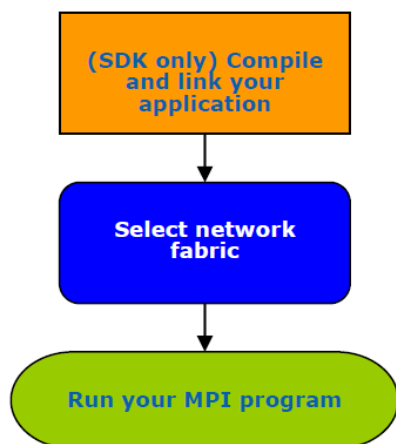 (SDK only) Compile
and link your
application
Select network
fabric
Run your MPI program